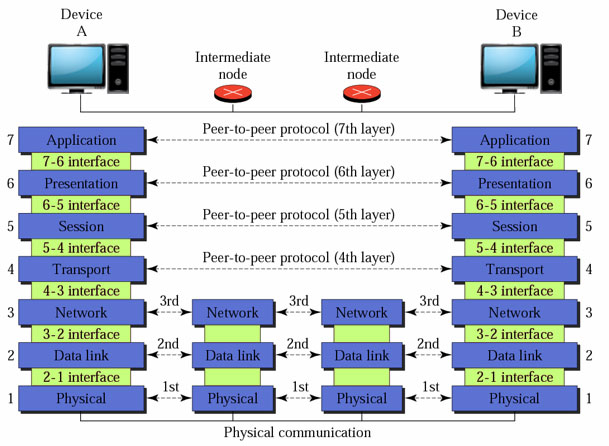 Device
A
Device
B
Intermediate
node
Intermediate
node
7 Application Peer-to-peer protocol (7th layer) Application 7
7-6 interface 7-6 interface
6 Presentation Peer-to-peer protocol (6th layer) Presentation 6
6-5 interface 6-5 interface
5 Session Peer-to-peer protocol (5th layer) Session 5
5-4 interface 5-4 interface
4 Transport Peer-to-peer protocol (4th layer) Transport 4
4-3 interface 4-3 interface
3 Network 3rd Network 3rd Network 3rd Network 3
3-2 interface 3-2 interface
2 Data link 2nd Data link 2nd Data link 2nd Data link 2
2-1 interface 2-1 interface
1 Physical 1st Physical 1st Physical 1st Physical 1
Physical communication